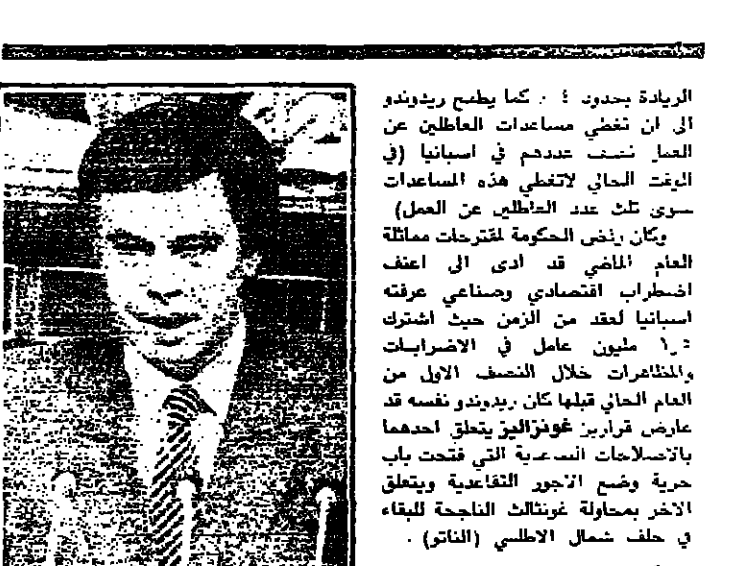 الزيادة بحدود ٤ ٠ كما يطمح ريدوندو
الى ان تغطي مساعدات العاطلين عن
العمل نصف عددهم في اسبانيا (في
الوقت الحالي لاتغطي هذه المساعدات
سوى ثلث عدد العاطلين عن العمل)
وكان رفض الحكومة لمقترحات مماثلة
العام الماضي قد ادى الى اعنف
اضطراب اقتصادي وصناعي عرفته
اسبانيا لعقد من الزمن حيث اشترك
مليون عامل في الاضرابات
والمظاهرات خلال النصف الاول من
العام الحالي قبلها كان ريدوندو نفسه قد
عارض قرارين غونزاليز يتعلق احدهما
بالاصلاحات التي فتحت باب
حرية وضع الاجور التقاعدية ويتعلق
الاخر بمحاولة غونثالث الناجحة للبقاء
في حلف شمال الاطلسي (الناتو) .